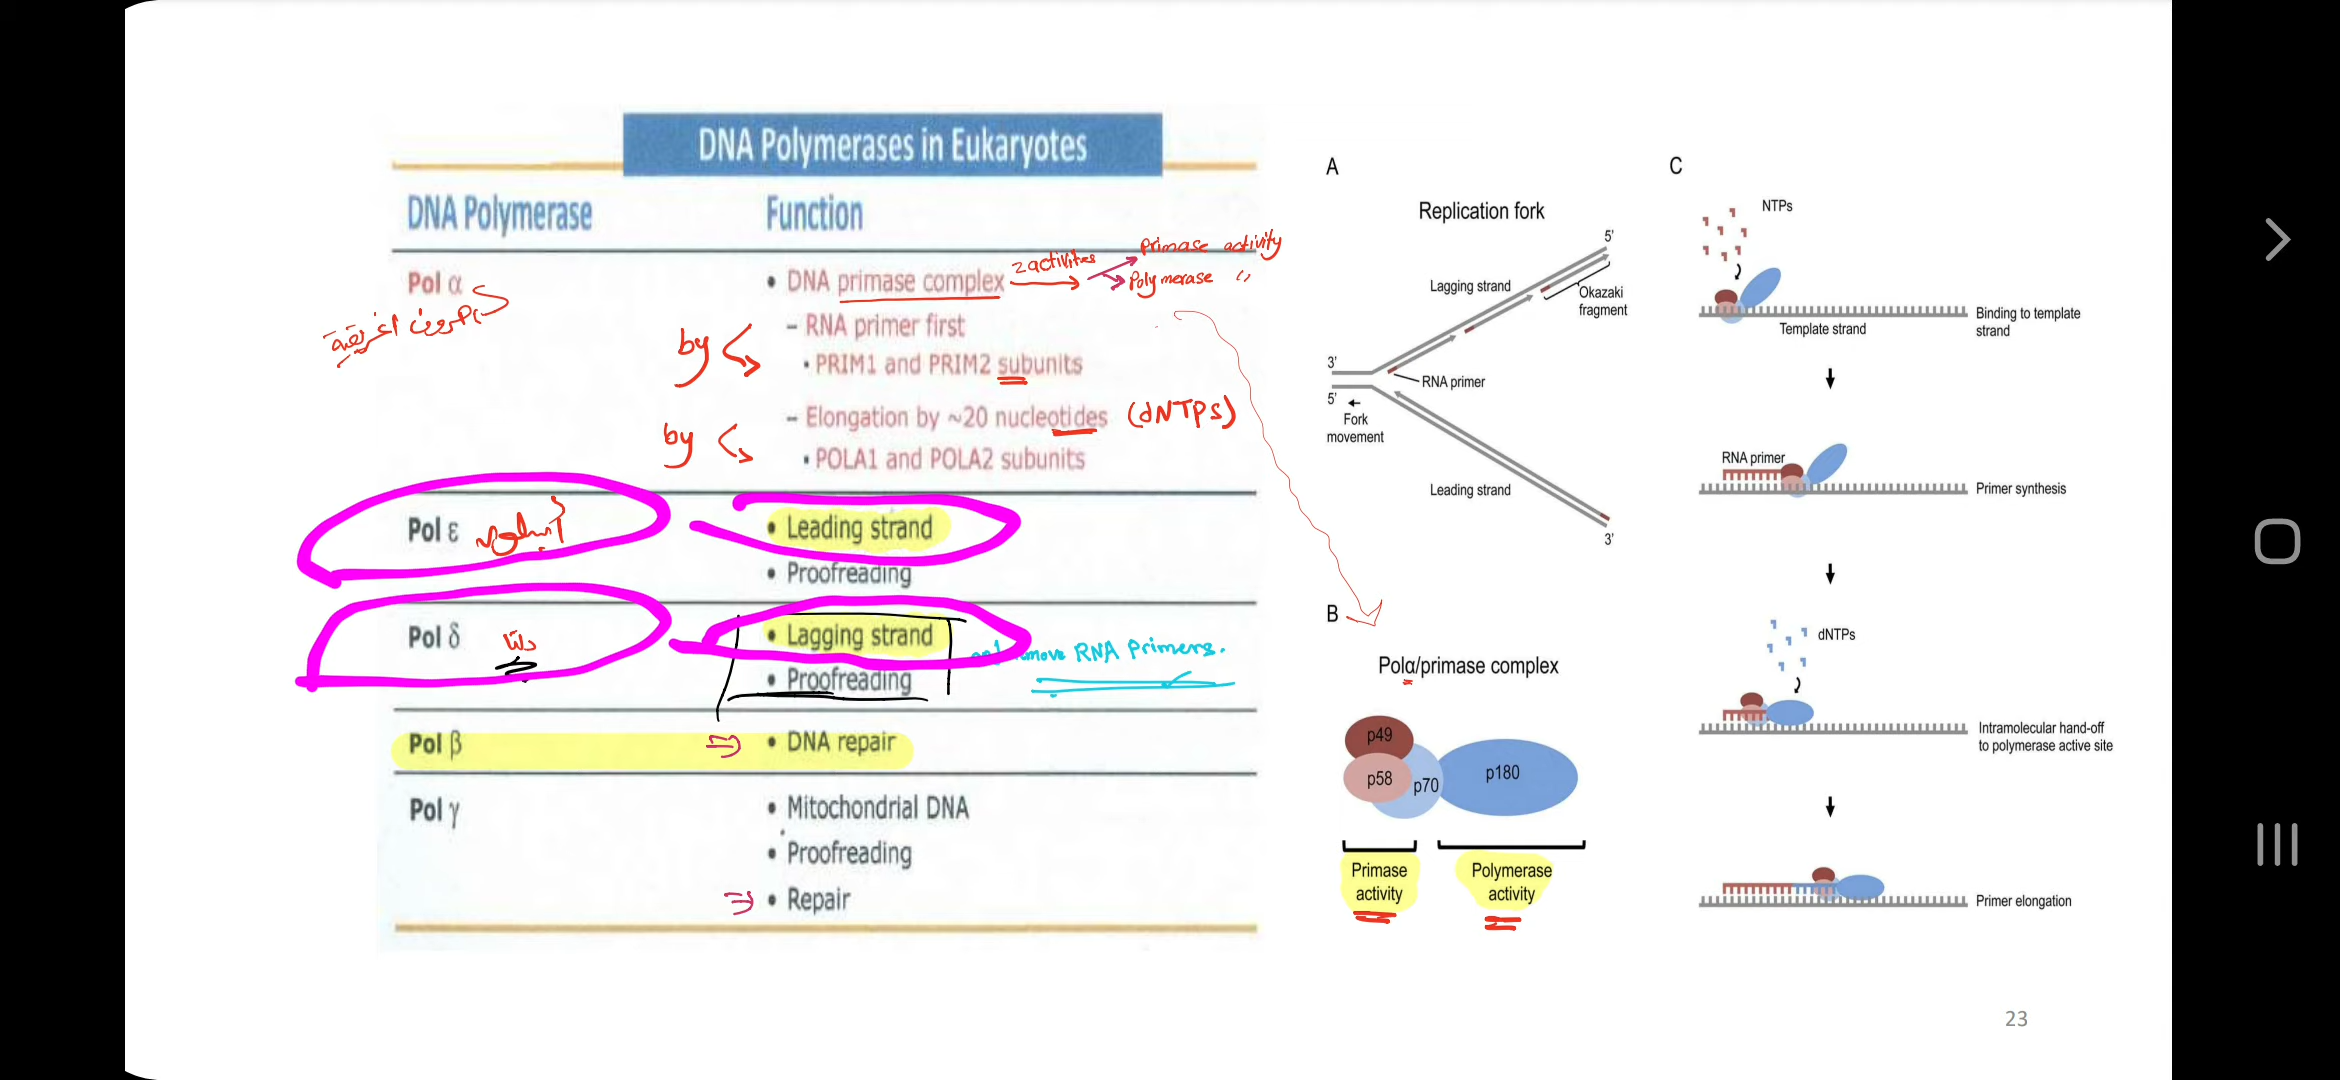 DNA Polymerases in Eukaryotes
DNA Polymerase
Function
Pol α
• DNA primase complex
2 activities
Primase activity
Polymerase "
by
– RNA primer first
• PRIM1 and PRIM2 subunits
– Elongation by ~20 nucleotides (dNTPs)
by
• POLA1 and POLA2 subunits
Pol ε
• Leading strand
• Proofreading
Pol δ
• Lagging strand
remove RNA Primers.
• Proofreading
Pol β
• DNA repair
Pol γ
• Mitochondrial DNA
• Proofreading
• Repair
A
Replication fork
5'
Lagging strand
Okazaki
fragment
3'
RNA primer
5'
Fork
movement
Leading strand
3'
B
Polα/primase complex
p49
p58
p70
p180
Primase
activity
Polymerase
activity
C
NTPs
Template strand
Binding to template
strand
RNA primer
Primer synthesis
dNTPs
Intramolecular hand-off
to polymerase active site
Primer elongation
23